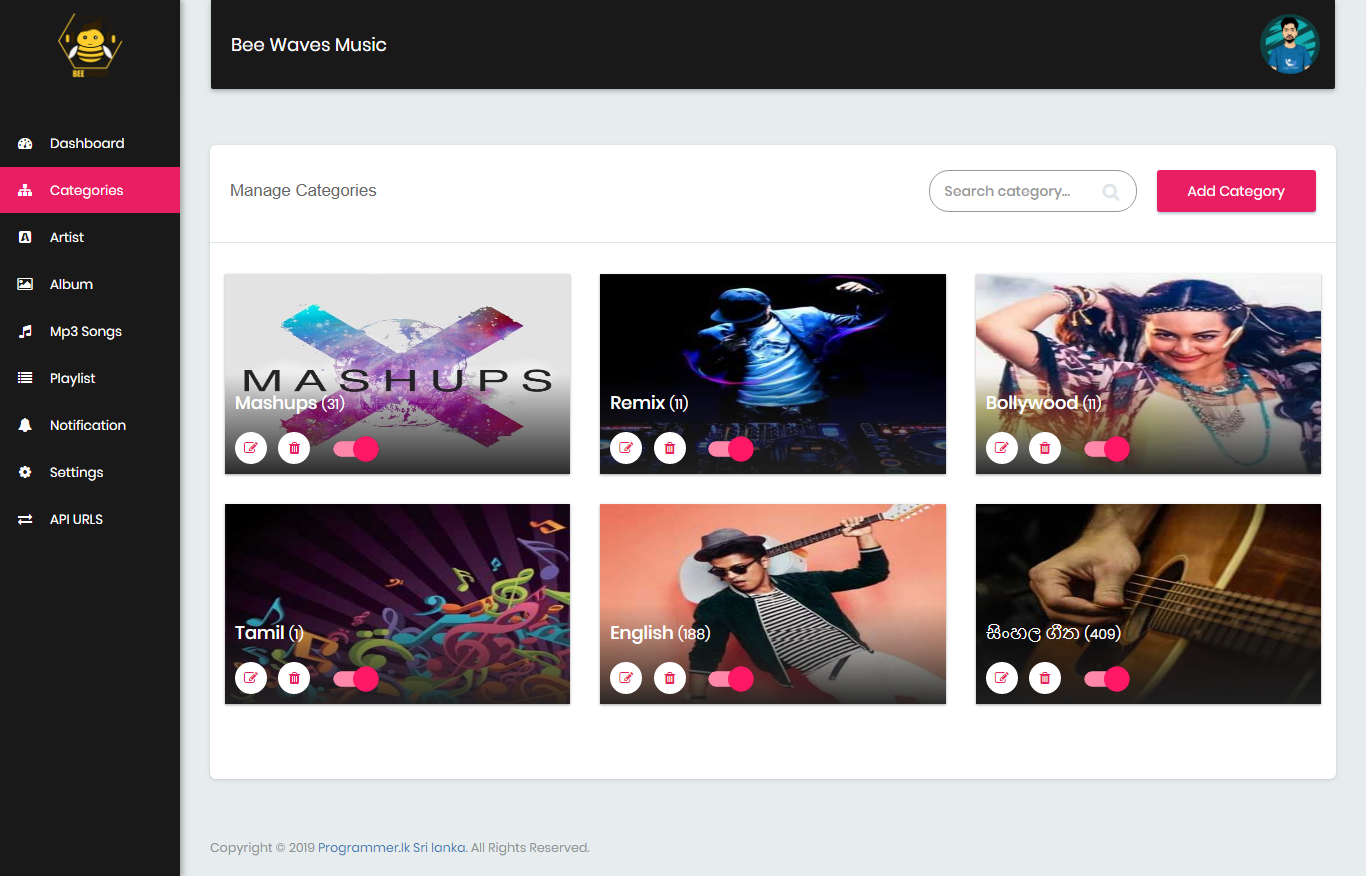 BEE
Bee Waves Music
Dashboard
Categories
Artist
Album
Mp3 Songs
Playlist
Notification
Settings
API URLS
Manage Categories
Search category...
Add Category
MASHUPS
Mashups (31)
Remix (11)
Bollywood (11)
Tamil (1)
English (188)
සිංහල ගීත (409)
Copyright © 2019 Programmer.lk Sri lanka. All Rights Reserved.